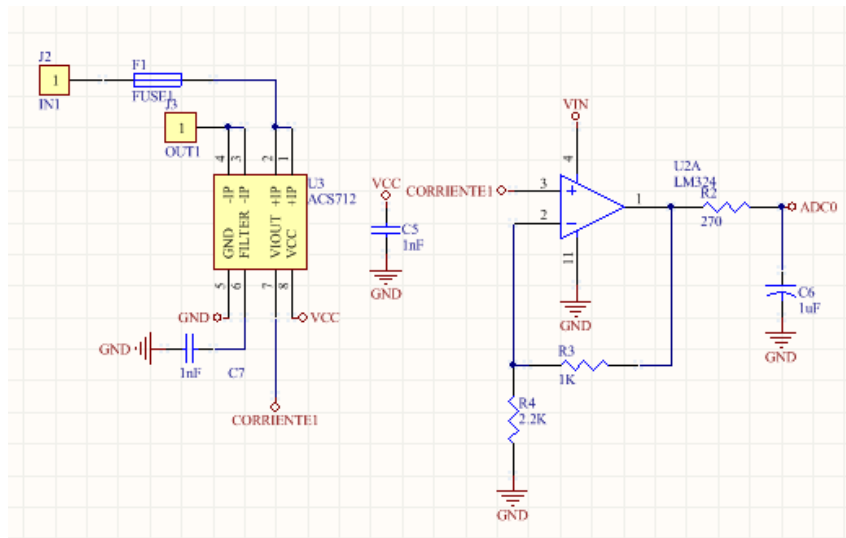 J2
1
IN1
F1
FUSE1
J3
1
OUT1
4
3
2
1
-IP
-IP
+IP
+IP
U3
ACS712
GND
FILTER
VIOUT
VCC
5
6
7
8
GND
VCC
GND
1nF
C7
CORRIENTE1
VCC
C5
1nF
GND
VIN
4
U2A
LM324
CORRIENTE1
3
+
2
−
1
R2
270
ADC0
11
GND
C6
1uF
GND
R3
1K
R4
2.2K
GND